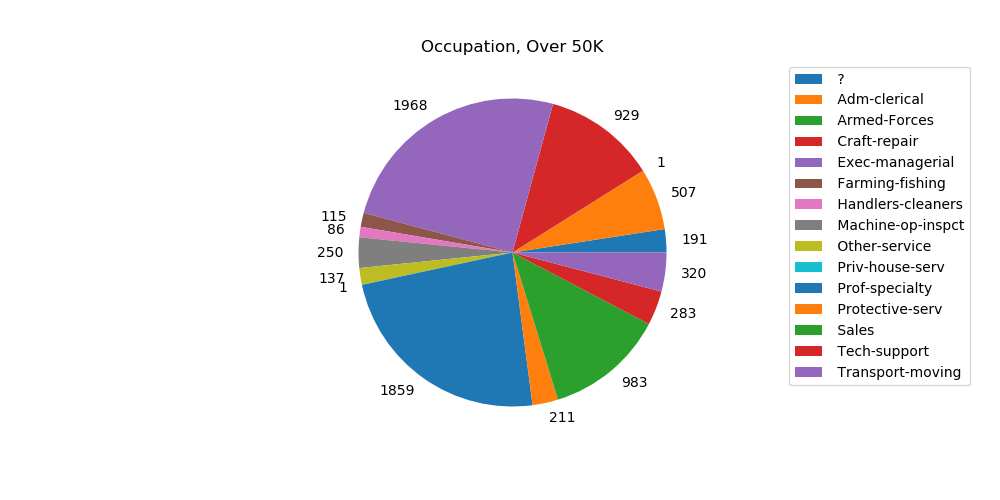 Occupation, Over 50K
1968
929
1
507
191
115
86
250
137
1
320
283
1859
983
211
?
Adm-clerical
Armed-Forces
Craft-repair
Exec-managerial
Farming-fishing
Handlers-cleaners
Machine-op-inspct
Other-service
Priv-house-serv
Prof-specialty
Protective-serv
Sales
Tech-support
Transport-moving